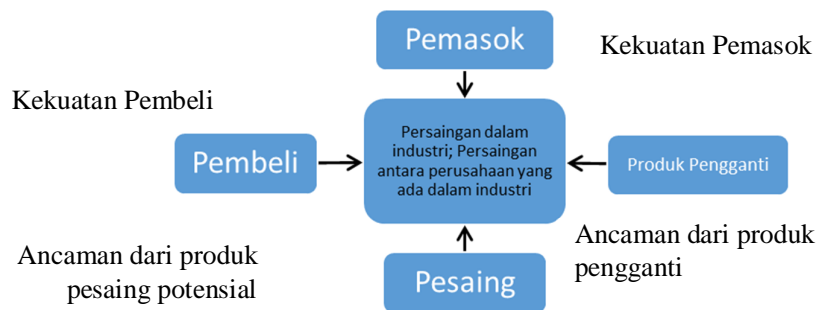 Pemasok
Kekuatan Pemasok
Kekuatan Pembeli
Pembeli
Persaingan dalam
industri; Persaingan
antara perusahaan yang
ada dalam industri
Produk Pengganti
Ancaman dari produk
pesaing potensial
Pesaing
Ancaman dari produk
pengganti